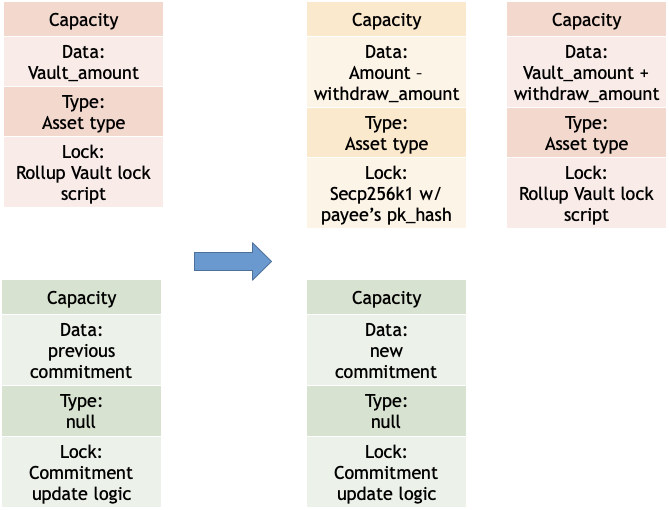 Capacity
Data:
Vault_amount
Type:
Asset type
Lock:
Rollup Vault lock
script
Capacity
Data:
Amount –
withdraw_amount
Type:
Asset type
Lock:
Secp256k1 w/
payee's pk_hash
Capacity
Data:
Vault_amount +
withdraw_amount
Type:
Asset type
Lock:
Rollup Vault lock
script
Capacity
Data:
previous
commitment
Type:
null
Lock:
Commitment
update logic
Capacity
Data:
new
commitment
Type:
null
Lock:
Commitment
update logic